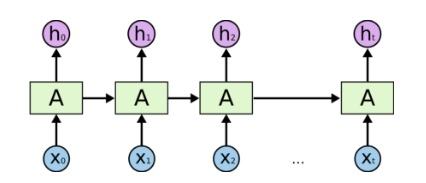 h₀ h₁ h₂ hₜ
A A A A
x₀ x₁ x₂ ... xₜ